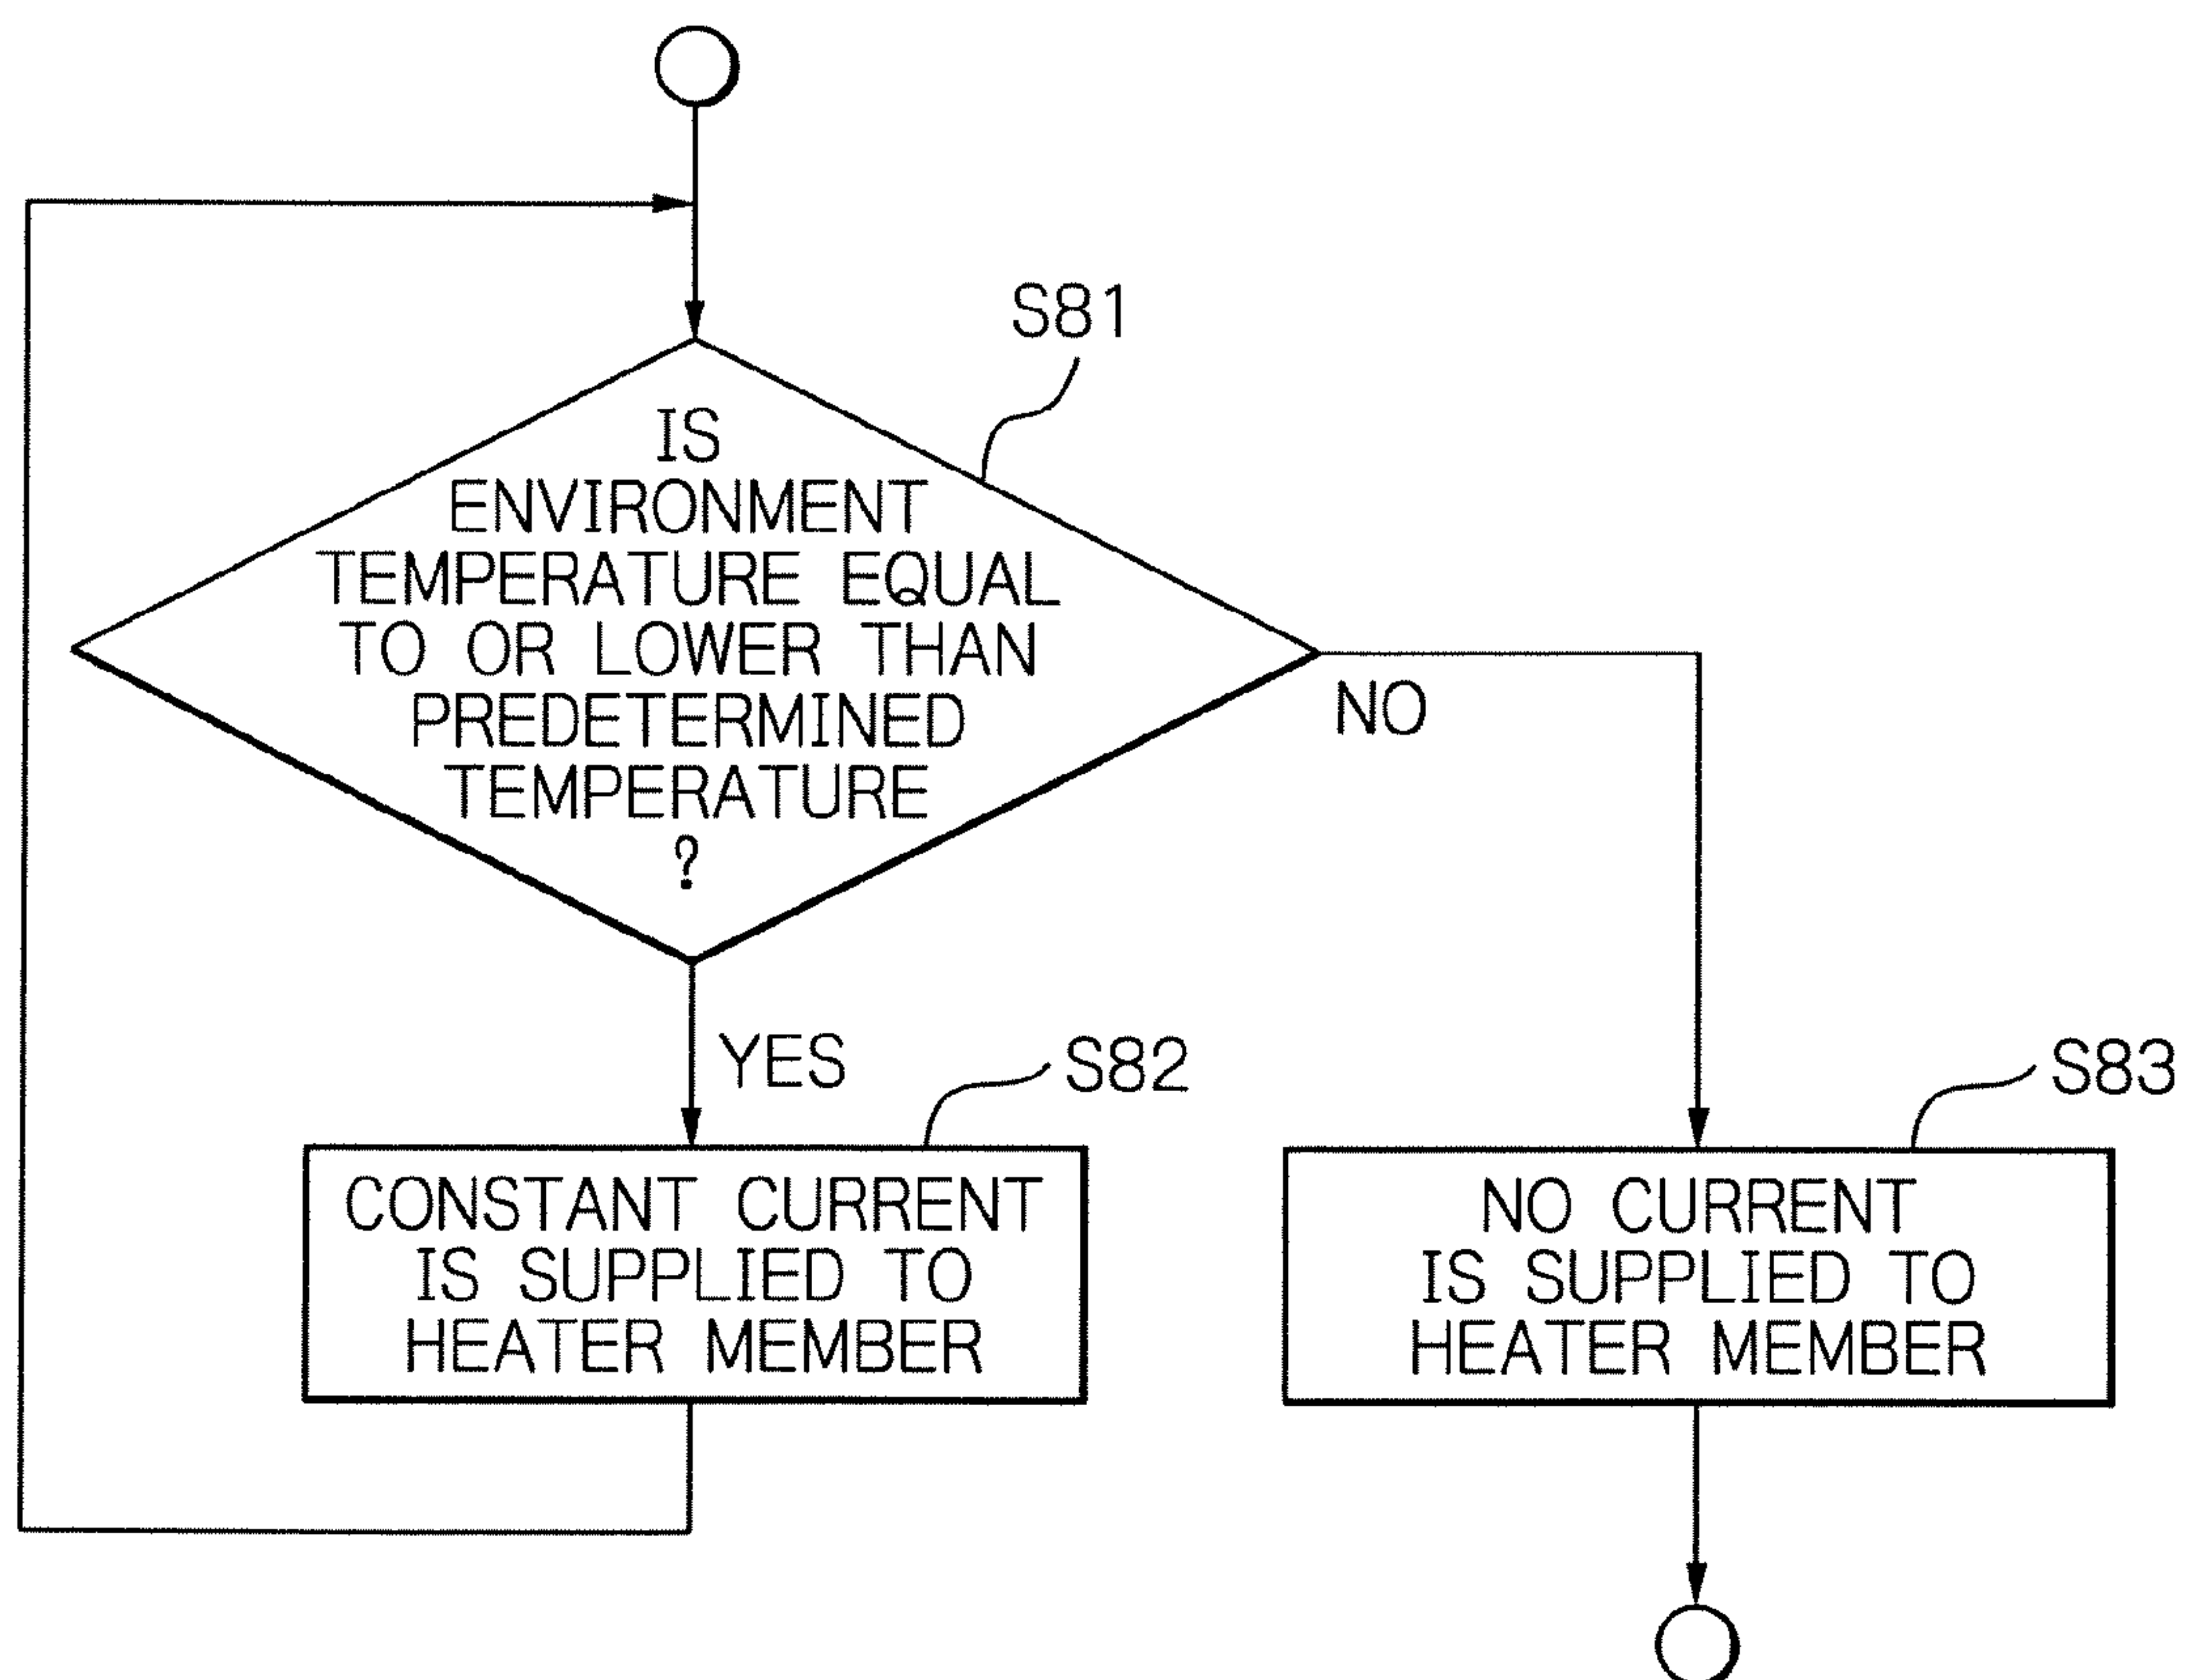 S81
IS
ENVIRONMENT
TEMPERATURE EQUAL
TO OR LOWER THAN
PREDETERMINED
TEMPERATURE
?
NO
YES
S82
CONSTANT CURRENT
IS SUPPLIED TO
HEATER MEMBER
S83
NO CURRENT
IS SUPPLIED TO
HEATER MEMBER